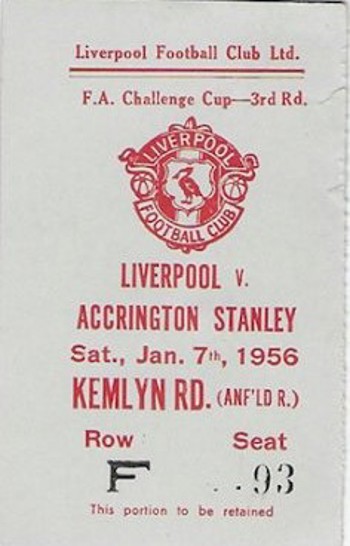 Liverpool Football Club Ltd.
F.A. Challenge Cup—3rd Rd.
LIVERPOOL
FOOTBALL CLUB
LIVERPOOL V.
ACCRINGTON STANLEY
Sat., Jan. 7th, 1956
KEMLYN RD. (ANF'LD R.)
Row Seat
F ..93
This portion to be retained